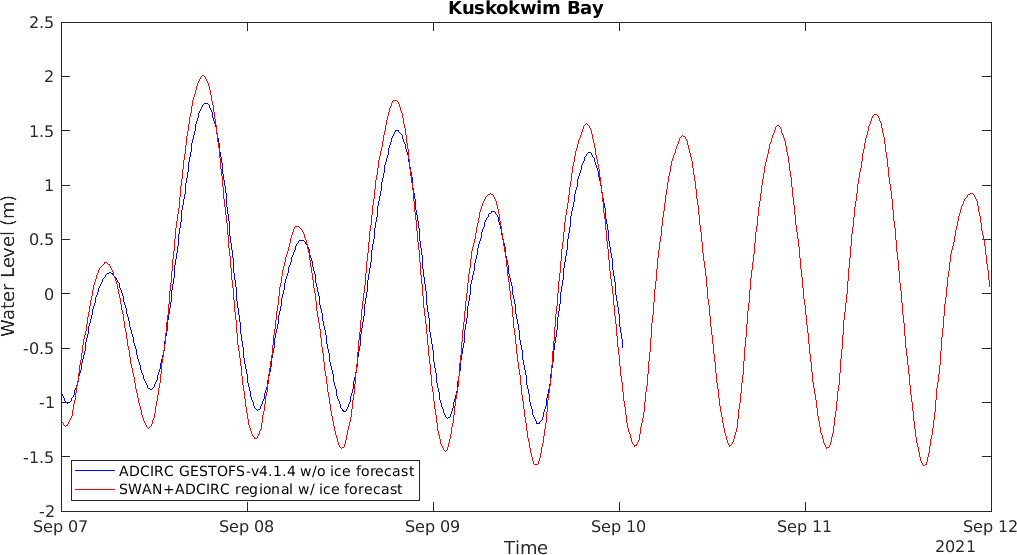 Kuskokwim Bay
2.5
2
1.5
1
0.5
0
-0.5
-1
-1.5
-2
Water Level (m)
ADCIRC GESTOFS-v4.1.4 w/o ice forecast
SWAN+ADCIRC regional w/ ice forecast
Sep 07 Sep 08 Sep 09 Sep 10 Sep 11 Sep 12
Time
2021